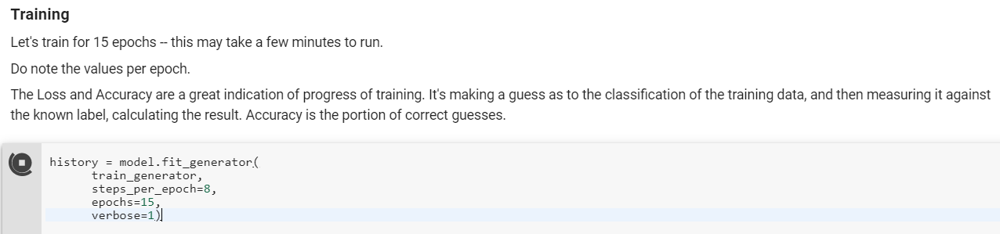 Training
Let's train for 15 epochs -- this may take a few minutes to run.
Do note the values per epoch.
The Loss and Accuracy are a great indication of progress of training. It's making a guess as to the classification of the training data, and then measuring it against
the known label, calculating the result. Accuracy is the portion of correct guesses.
history = model.fit_generator(
train_generator,
steps_per_epoch=8,
epochs=15,
verbose=1)